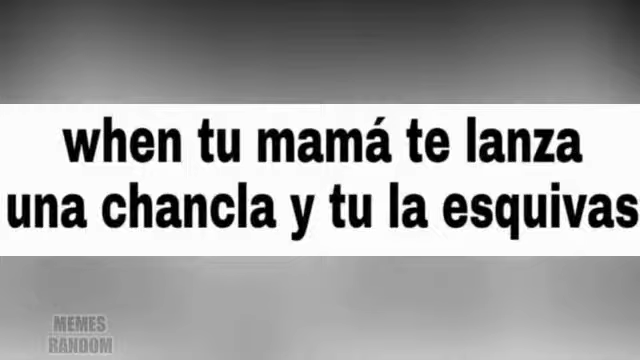 when tu mamá te lanza
una chancla y tu la esquivas
MEMES
RANDOM